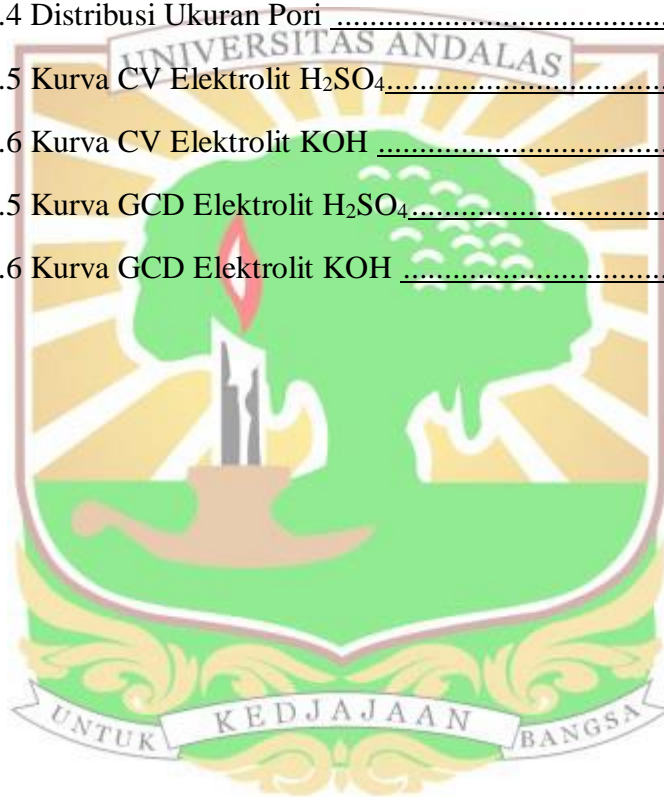 .4 Distribusi Ukuran Pori ........................................
UNIVERSITAS ANDALAS
.5 Kurva CV Elektrolit H₂SO₄........................................
.6 Kurva CV Elektrolit KOH ........................................
.5 Kurva GCD Elektrolit H₂SO₄........................................
.6 Kurva GCD Elektrolit KOH ........................................
UNTUK KEDJAJAAN BANGSA